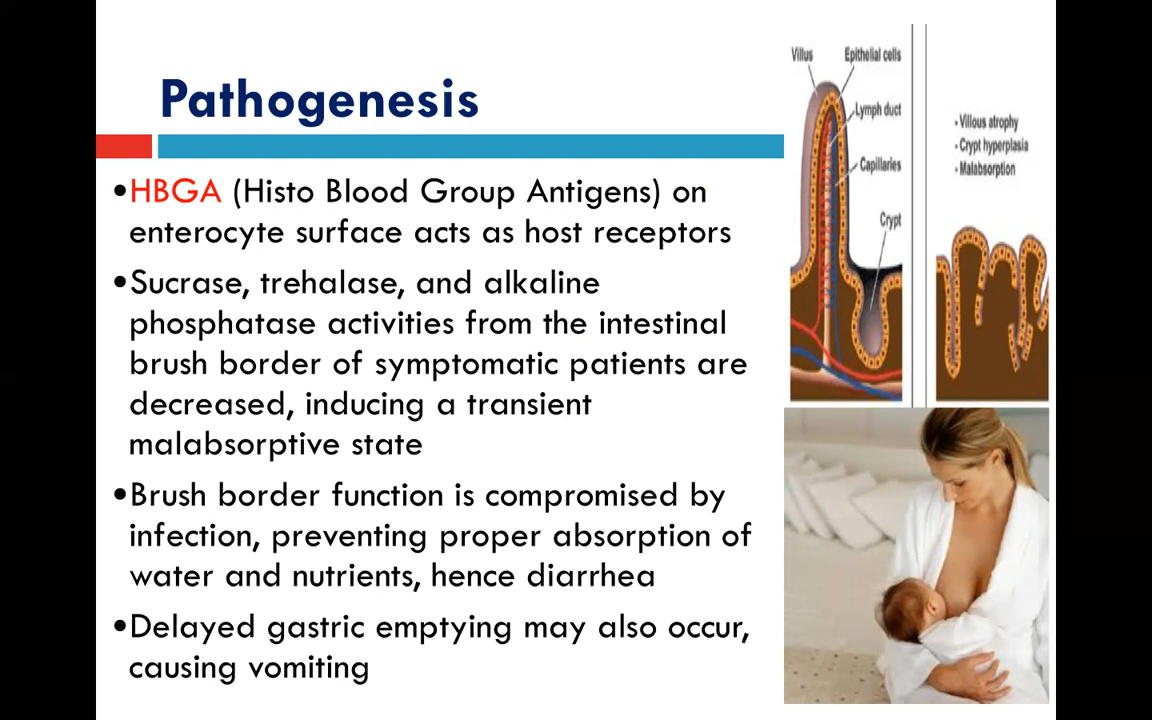 Pathogenesis
•HBGA (Histo Blood Group Antigens) on
enterocyte surface acts as host receptors
•Sucrase, trehalase, and alkaline
phosphatase activities from the intestinal
brush border of symptomatic patients are
decreased, inducing a transient
malabsorptive state
•Brush border function is compromised by
infection, preventing proper absorption of
water and nutrients, hence diarrhea
•Delayed gastric emptying may also occur,
causing vomiting
Villus
Epithelial cells
Lymph duct
Capillaries
Crypt
• Villous atrophy
• Crypt hyperplasia
• Malabsorption